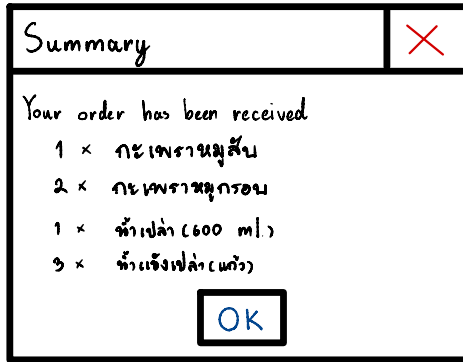 Summary
Your order has been received
1 × กะเพราหมูสับ
2 × กะเพราหมูกรอบ
1 × น้ำเปล่า (600 ml.)
3 × น้ำแข็งเปล่า (แก้ว)
OK